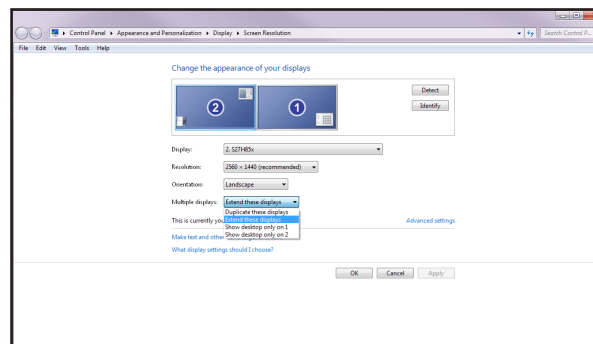 Control Panel ▸ Appearance and Personalization ▸ Display ▸ Screen Resolution
Search Control P...
File Edit View Tools Help
Change the appearance of your displays
2
1
Detect
Identify
Display: 2. S27H85x
Resolution: 2560 × 1440 (recommended)
Orientation: Landscape
Multiple displays: Extend these displays
Duplicate these displays
Extend these displays
Show desktop only on 1
Show desktop only on 2
This is currently you
Advanced settings
Make text and other
What display settings should I choose?
OK Cancel Apply